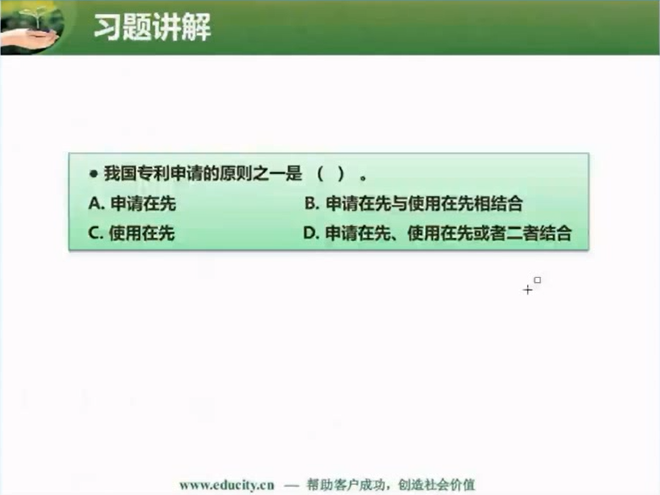 习题讲解
● 我国专利申请的原则之一是 （ ） 。
A. 申请在先 B. 申请在先与使用在先相结合
C. 使用在先 D. 申请在先、使用在先或者二者结合
www.educity.cn — 帮助客户成功，创造社会价值